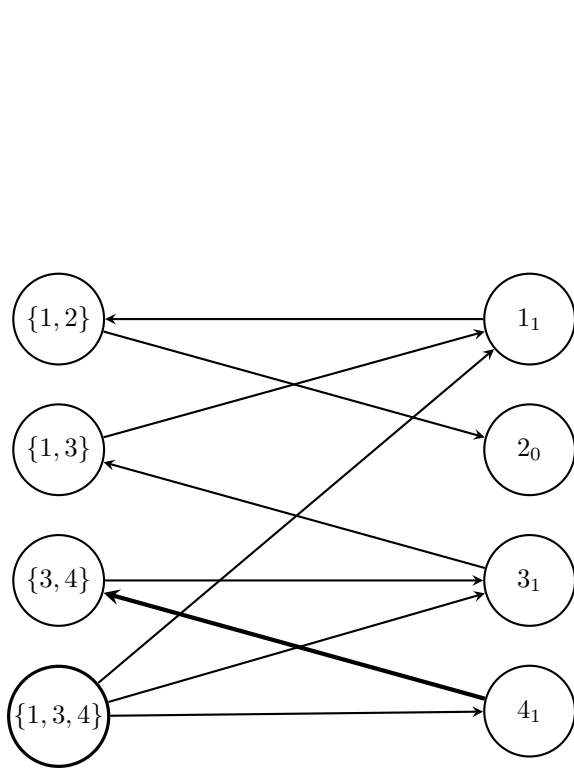 {1, 2} 1₁
{1, 3} 2₀
{3, 4} 3₁
{1, 3, 4} 4₁